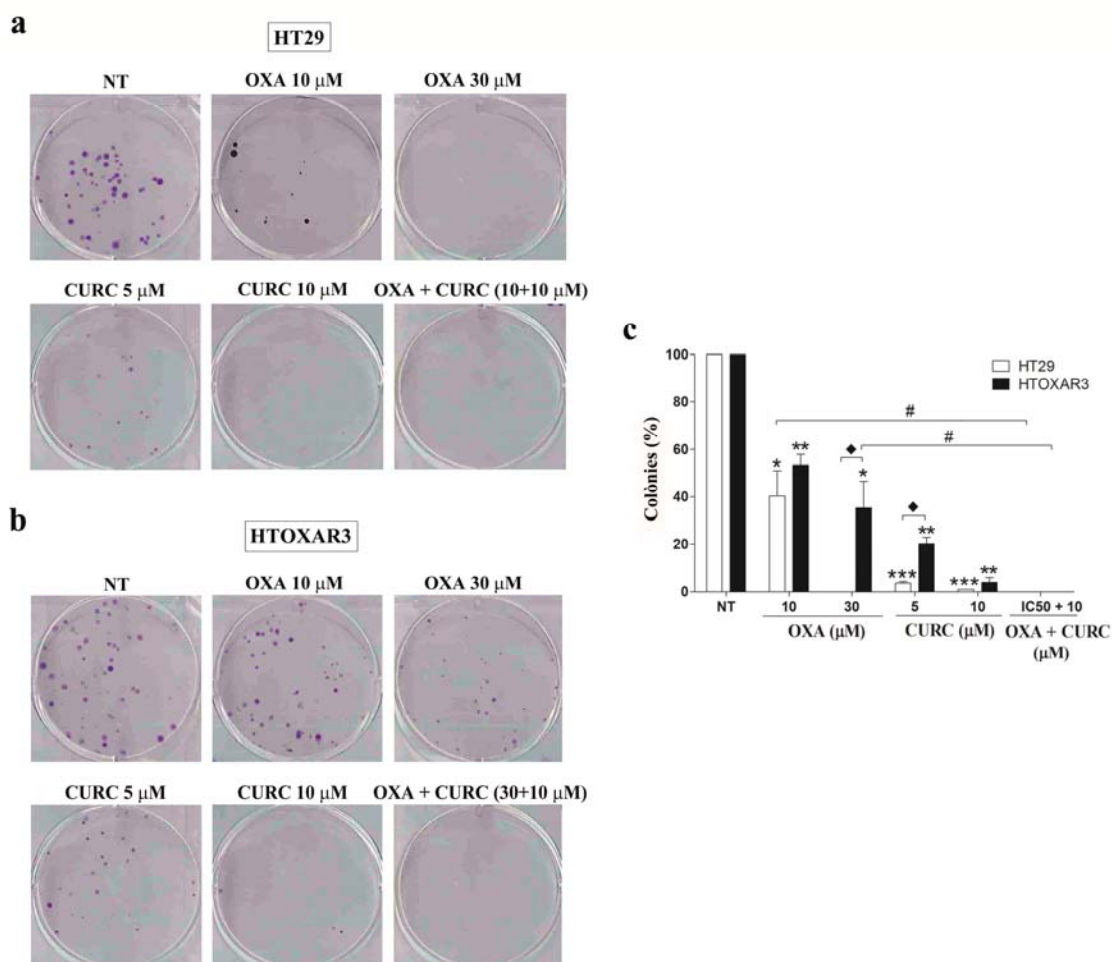 a
HT29
NT OXA 10 µM OXA 30 µM
CURC 5 µM CURC 10 µM OXA + CURC (10+10 µM)
b
HTOXAR3
NT OXA 10 µM OXA 30 µM
CURC 5 µM CURC 10 µM OXA + CURC (30+10 µM)
c
Colònies (%)
100
80
60
40
20
0
HT29
HTOXAR3
#
#
◆
* ** *
◆
*** ** *** **
NT 10 30 5 10 IC50 + 10
OXA (µM) CURC (µM) OXA + CURC
(µM)